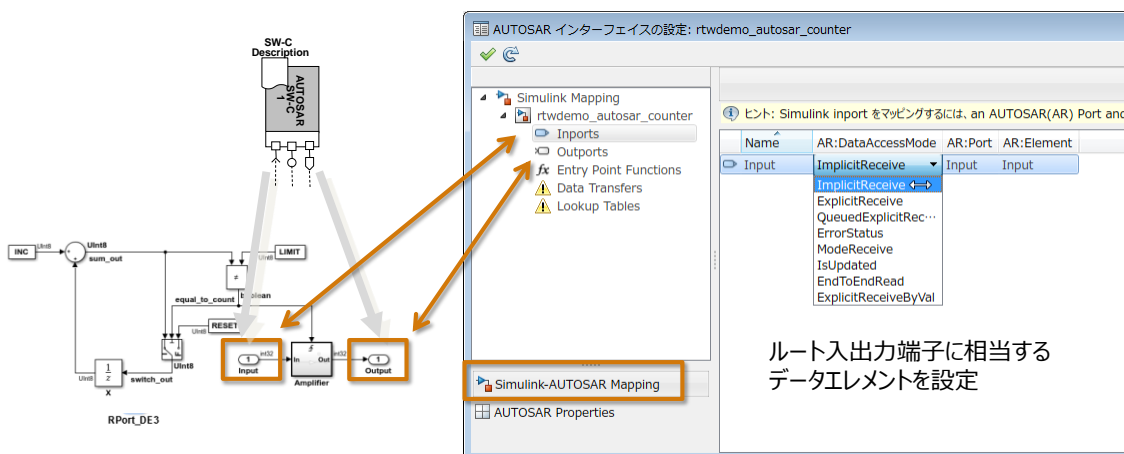 SW-C
Description
AUTOSAR
SW-C
1
INC
UInt8
UInt8
sum_out
UInt8
LIMIT
≠
boolean
equal_to_count
UInt8
RESET
UInt8
UInt8
1
z
X
switch_out
1
Input
int32
In
Out
Amplifier
int32
1
Output
RPort_DE3
AUTOSAR インターフェイスの設定: rtwdemo_autosar_counter
Simulink Mapping
rtwdemo_autosar_counter
Inports
Outports
fx Entry Point Functions
Data Transfers
Lookup Tables
Simulink-AUTOSAR Mapping
AUTOSAR Properties
ヒント: Simulink inport をマッピングするには、an AUTOSAR(AR) Port and
Name AR:DataAccessMode AR:Port AR:Element
Input ImplicitReceive Input Input
ImplicitReceive
ExplicitReceive
QueuedExplicitRec…
ErrorStatus
ModeReceive
IsUpdated
EndToEndRead
ExplicitReceiveByVal
ルート入出力端子に相当する
データエレメントを設定